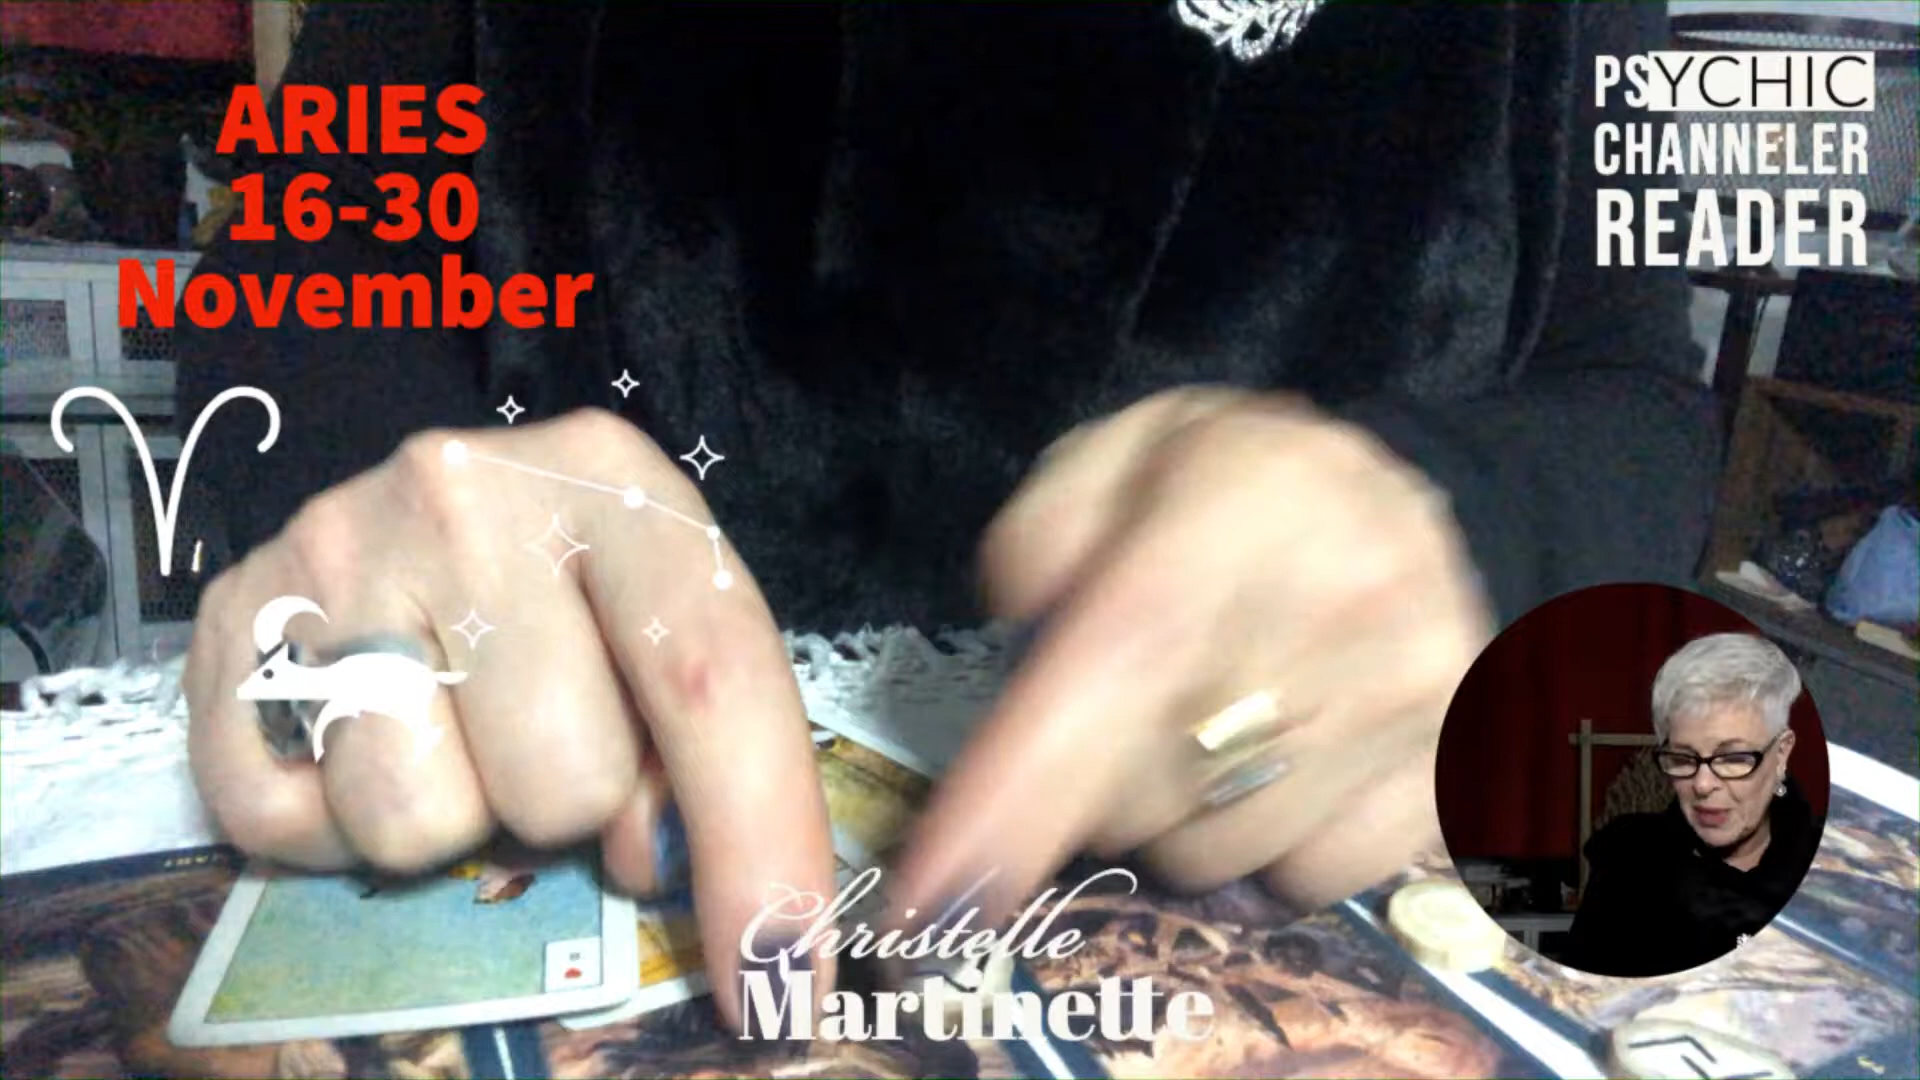 ARIES
16-30
November
PSYCHIC
CHANNELER
READER
Christelle
Martinette